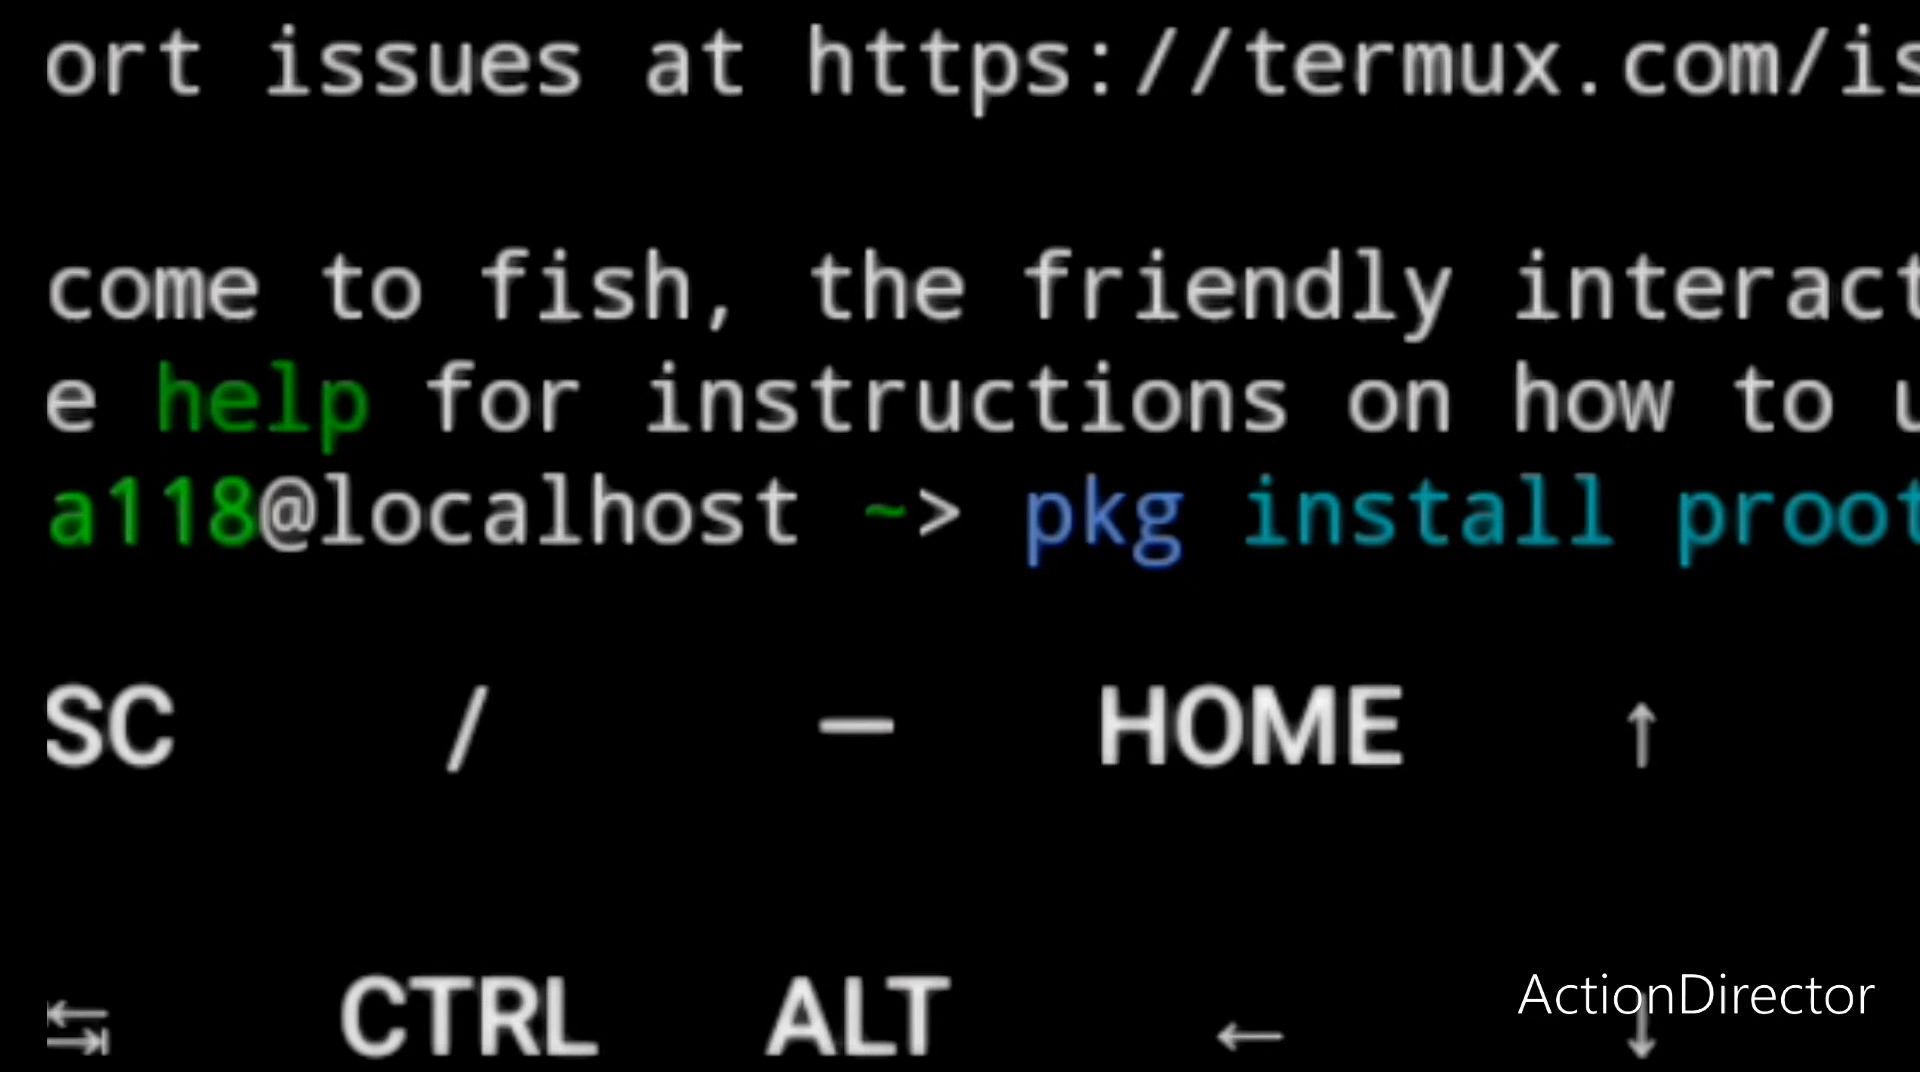 ort issues at https://termux.com/is
come to fish, the friendly interact
e help for instructions on how to u
a118@localhost ~> pkg install proot
SC / — HOME ↑
⇆ CTRL ALT ← ↓
ActionDirector